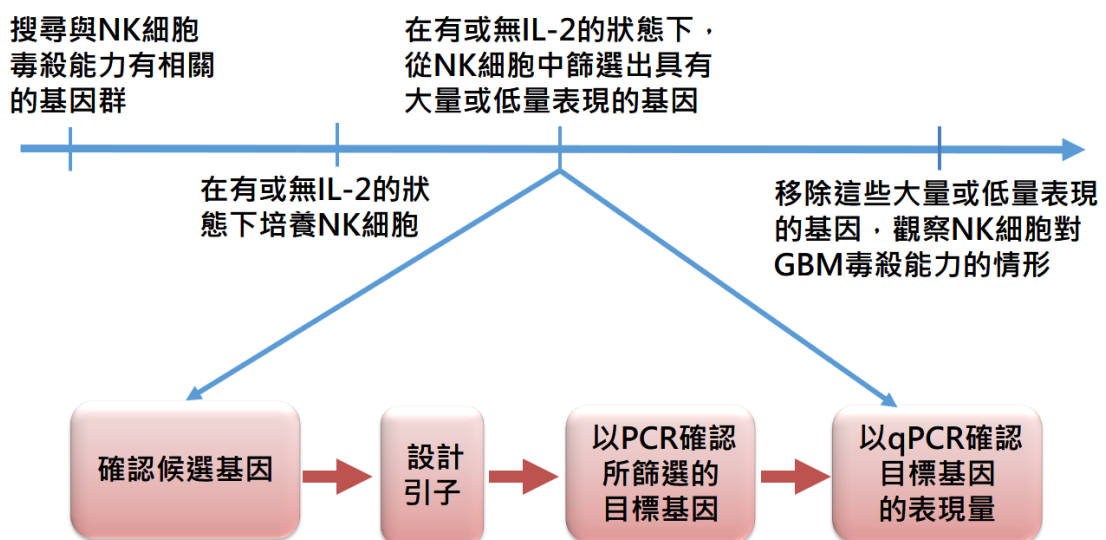 搜尋與NK細胞
毒殺能力有相關
的基因群
在有或無IL-2的狀態下，
從NK細胞中篩選出具有
大量或低量表現的基因
在有或無IL-2的狀
態下培養NK細胞
移除這些大量或低量表現
的基因，觀察NK細胞對
GBM毒殺能力的情形
確認候選基因
設計
引子
以PCR確認
所篩選的
目標基因
以qPCR確認
目標基因
的表現量